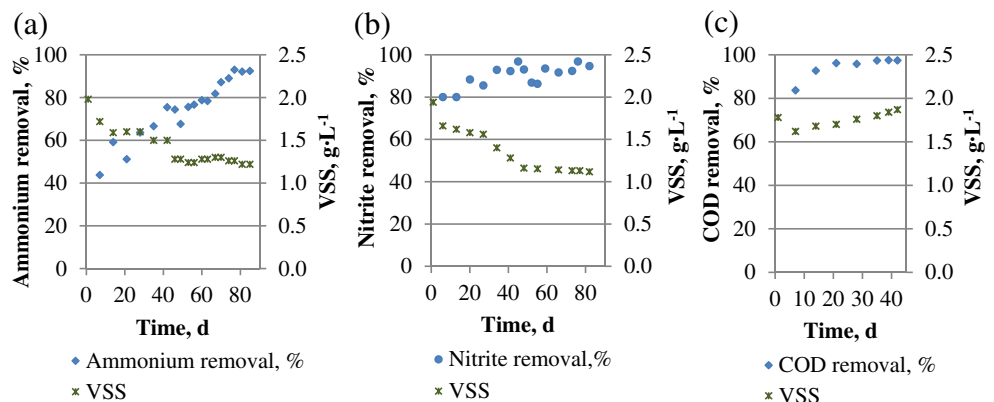 (a)
Ammonium removal, %
100
80
60
40
20
0
2.5
2.0
1.5
1.0
0.5
0.0
VSS, g·L-1
0 20 40 60 80
Time, d
Ammonium removal, %
VSS
(b)
Nitrite removal, %
100
80
60
40
20
0
2.5
2.0
1.5
1.0
0.5
0.0
VSS, g·L-1
0 20 40 60 80
Time, d
Nitrite removal,%
VSS
(c)
COD removal, %
100
80
60
40
20
0
2.5
2.0
1.5
1.0
0.5
0.0
VSS, g·L-1
0 10 20 30 40
Time, d
COD removal, %
VSS